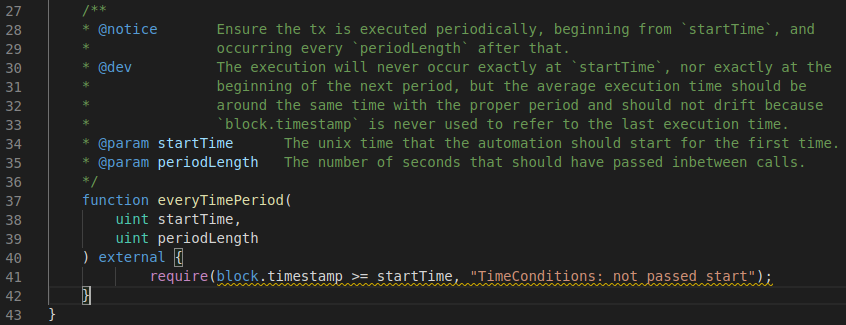 27 /**
28 * @notice Ensure the tx is executed periodically, beginning from `startTime`, and
29 * occurring every `periodLength` after that.
30 * @dev The execution will never occur exactly at `startTime`, nor exactly at the
31 * beginning of the next period, but the average execution time should be
32 * around the same time with the proper period and should not drift because
33 * `block.timestamp` is never used to refer to the last execution time.
34 * @param startTime The unix time that the automation should start for the first time.
35 * @param periodLength The number of seconds that should have passed inbetween calls.
36 */
37 function everyTimePeriod(
38 uint startTime,
39 uint periodLength
40 ) external {
41 require(block.timestamp >= startTime, "TimeConditions: not passed start");
42 }
43 }